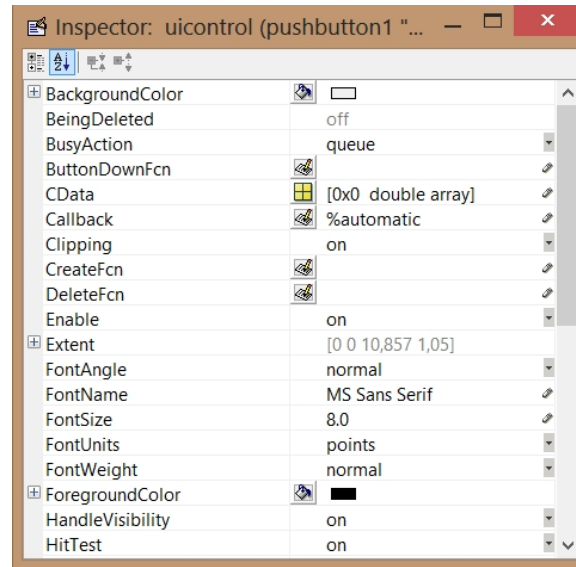 Inspector: uicontrol (pushbutton1 "...
BackgroundColor
BeingDeleted off
BusyAction queue
ButtonDownFcn
CData [0x0 double array]
Callback %automatic
Clipping on
CreateFcn
DeleteFcn
Enable on
Extent [0 0 10,857 1,05]
FontAngle normal
FontName MS Sans Serif
FontSize 8.0
FontUnits points
FontWeight normal
ForegroundColor
HandleVisibility on
HitTest on